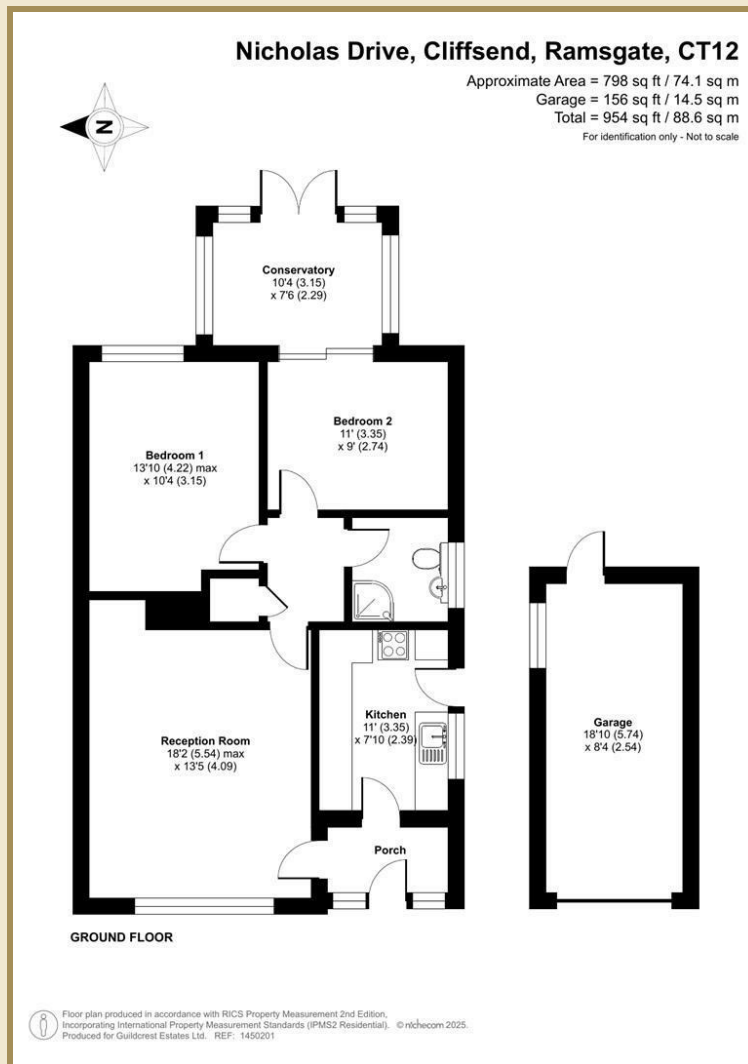 Nicholas Drive, Cliffsend, Ramsgate, CT12
Approximate Area = 798 sq ft / 74.1 sq m
Garage = 156 sq ft / 14.5 sq m
Total = 954 sq ft / 88.6 sq m
For identification only - Not to scale
N
Conservatory
10'4 (3.15)
x 7'6 (2.29)
Bedroom 1
13'10 (4.22) max
x 10'4 (3.15)
Bedroom 2
11' (3.35)
x 9' (2.74)
Reception Room
18'2 (5.54) max
x 13'5 (4.09)
Kitchen
11' (3.35)
x 7'10 (2.39)
Garage
18'10 (5.74)
x 8'4 (2.54)
Porch
GROUND FLOOR
Floor plan produced in accordance with RICS Property Measurement 2nd Edition,
Incorporating International Property Measurement Standards (IPMS2 Residential). © nichecom 2025.
Produced for Guildcrest Estates Ltd. REF: 1450201